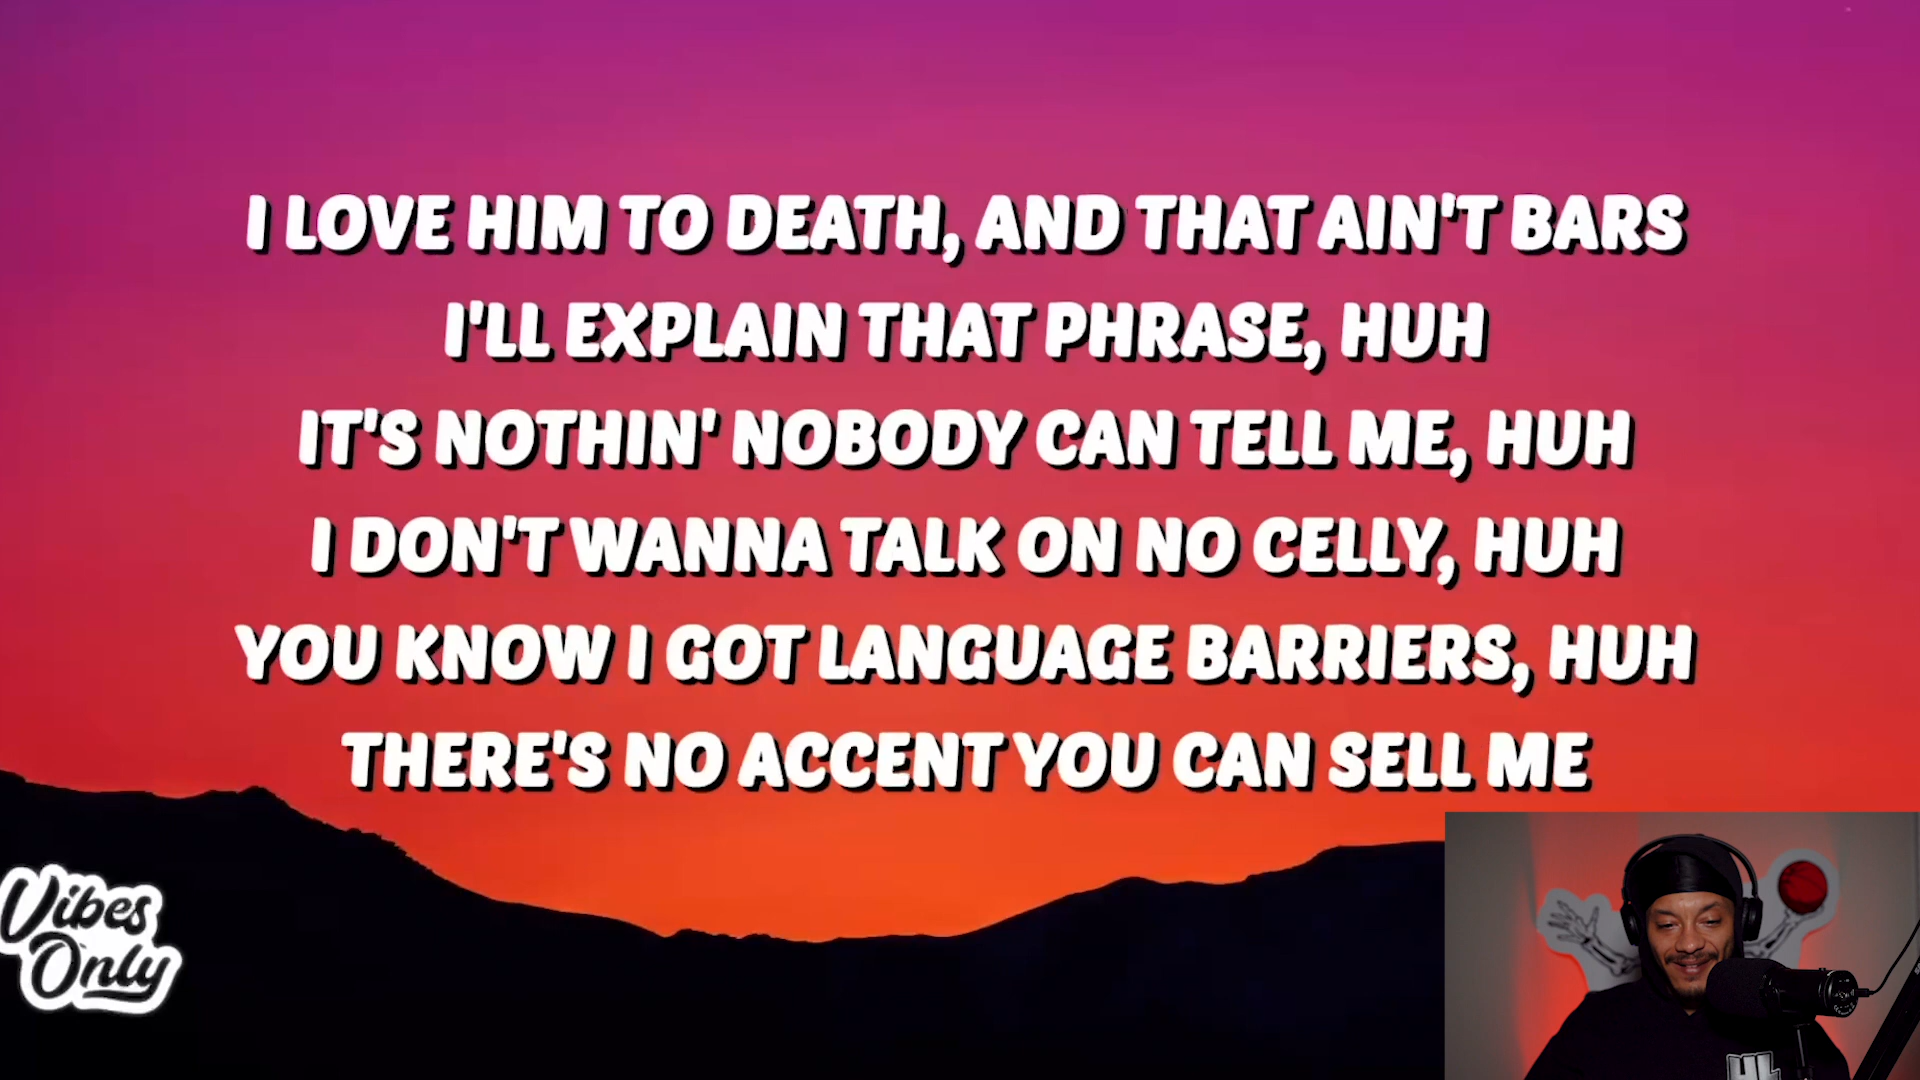 I LOVE HIM TO DEATH, AND THAT AIN'T BARS
I'LL EXPLAIN THAT PHRASE, HUH
IT'S NOTHIN' NOBODY CAN TELL ME, HUH
I DON'T WANNA TALK ON NO CELLY, HUH
YOU KNOW I GOT LANGUAGE BARRIERS, HUH
THERE'S NO ACCENT YOU CAN SELL ME
Vibes
Only